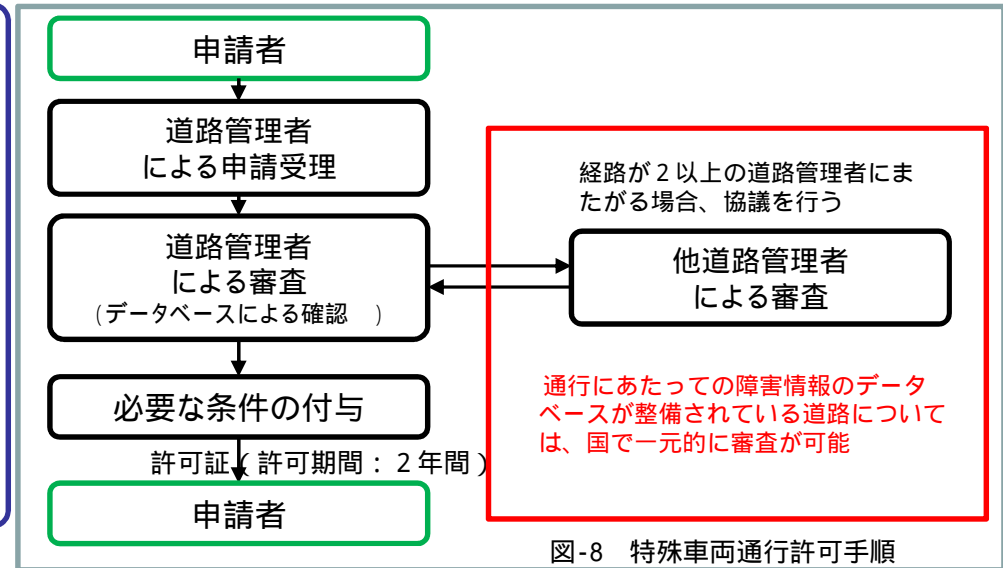 申請者
道路管理者
による申請受理
道路管理者
による審査
(データベースによる確認　)
経路が２以上の道路管理者にま
たがる場合、協議を行う
他道路管理者
による審査
通行にあたっての障害情報のデータ
ベースが整備されている道路について
は、国で一元的に審査が可能
必要な条件の付与
許可証(許可期間：２年間)
申請者
図-8　特殊車両通行許可手順